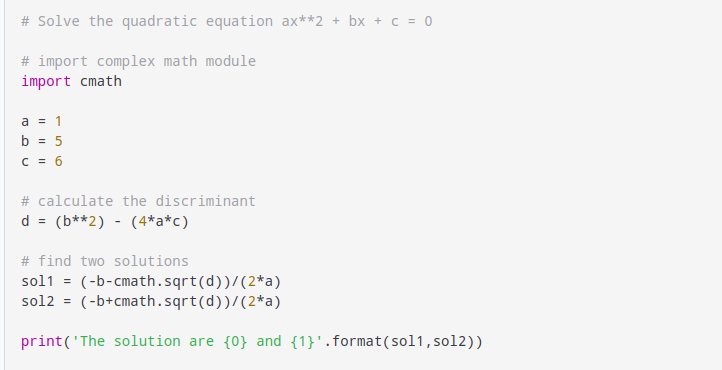 # Solve the quadratic equation ax**2 + bx + c = 0
# import complex math module
import cmath
a = 1
b = 5
c = 6
# calculate the discriminant
d = (b**2) - (4*a*c)
# find two solutions
sol1 = (-b-cmath.sqrt(d))/(2*a)
sol2 = (-b+cmath.sqrt(d))/(2*a)
print('The solution are {0} and {1}'.format(sol1,sol2))